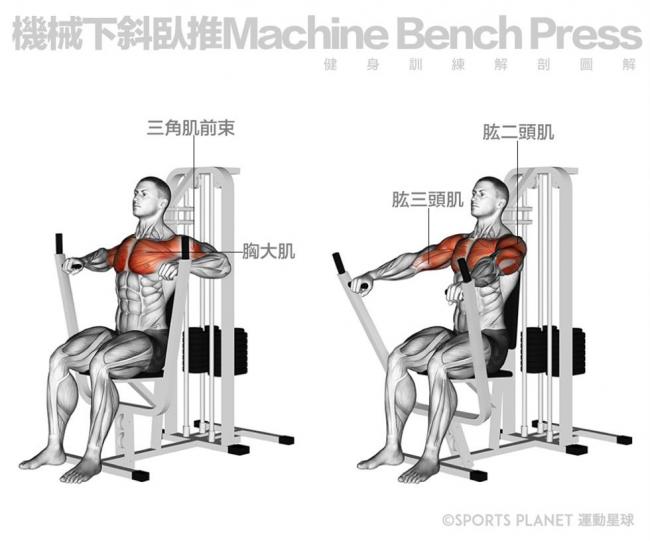 機械下斜臥推Machine Bench Press
健身訓練解剖圖解
三角肌前束
肱二頭肌
肱三頭肌
胸大肌
©SPORTS PLANET 運動星球